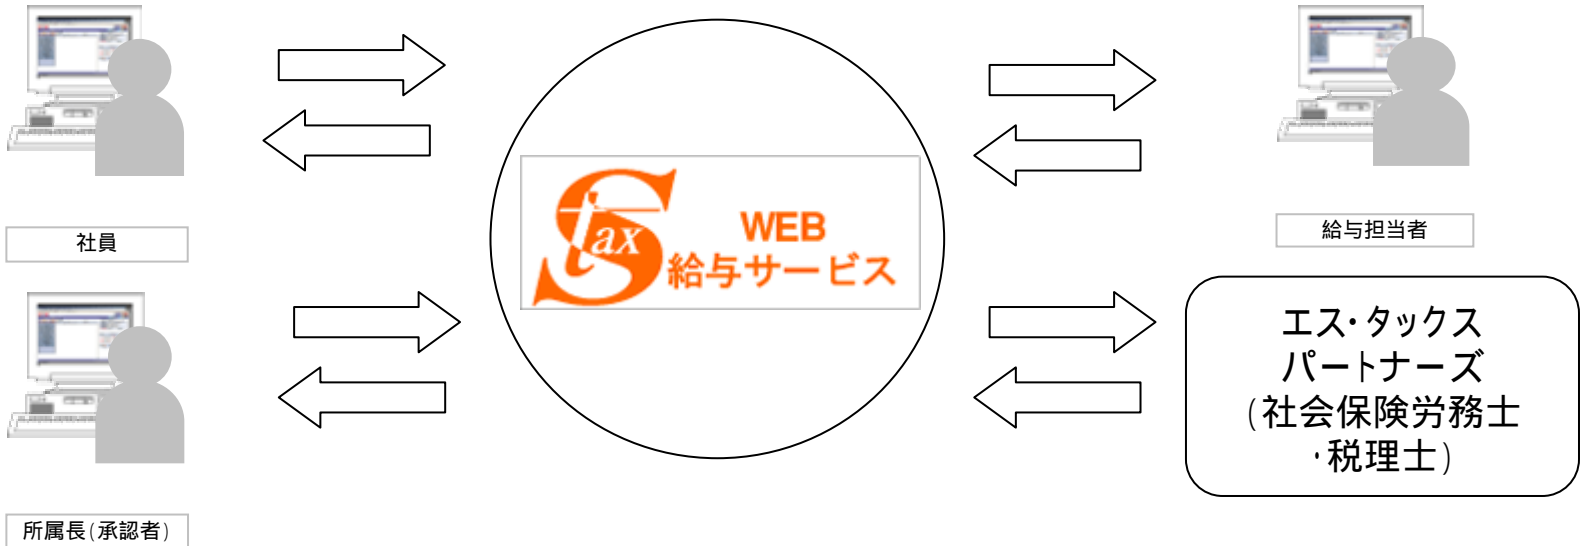 社員
所属長(承認者)
Stax
WEB
給与サービス
給与担当者
エス・タックス
パートナーズ
(社会保険労務士
・税理士)